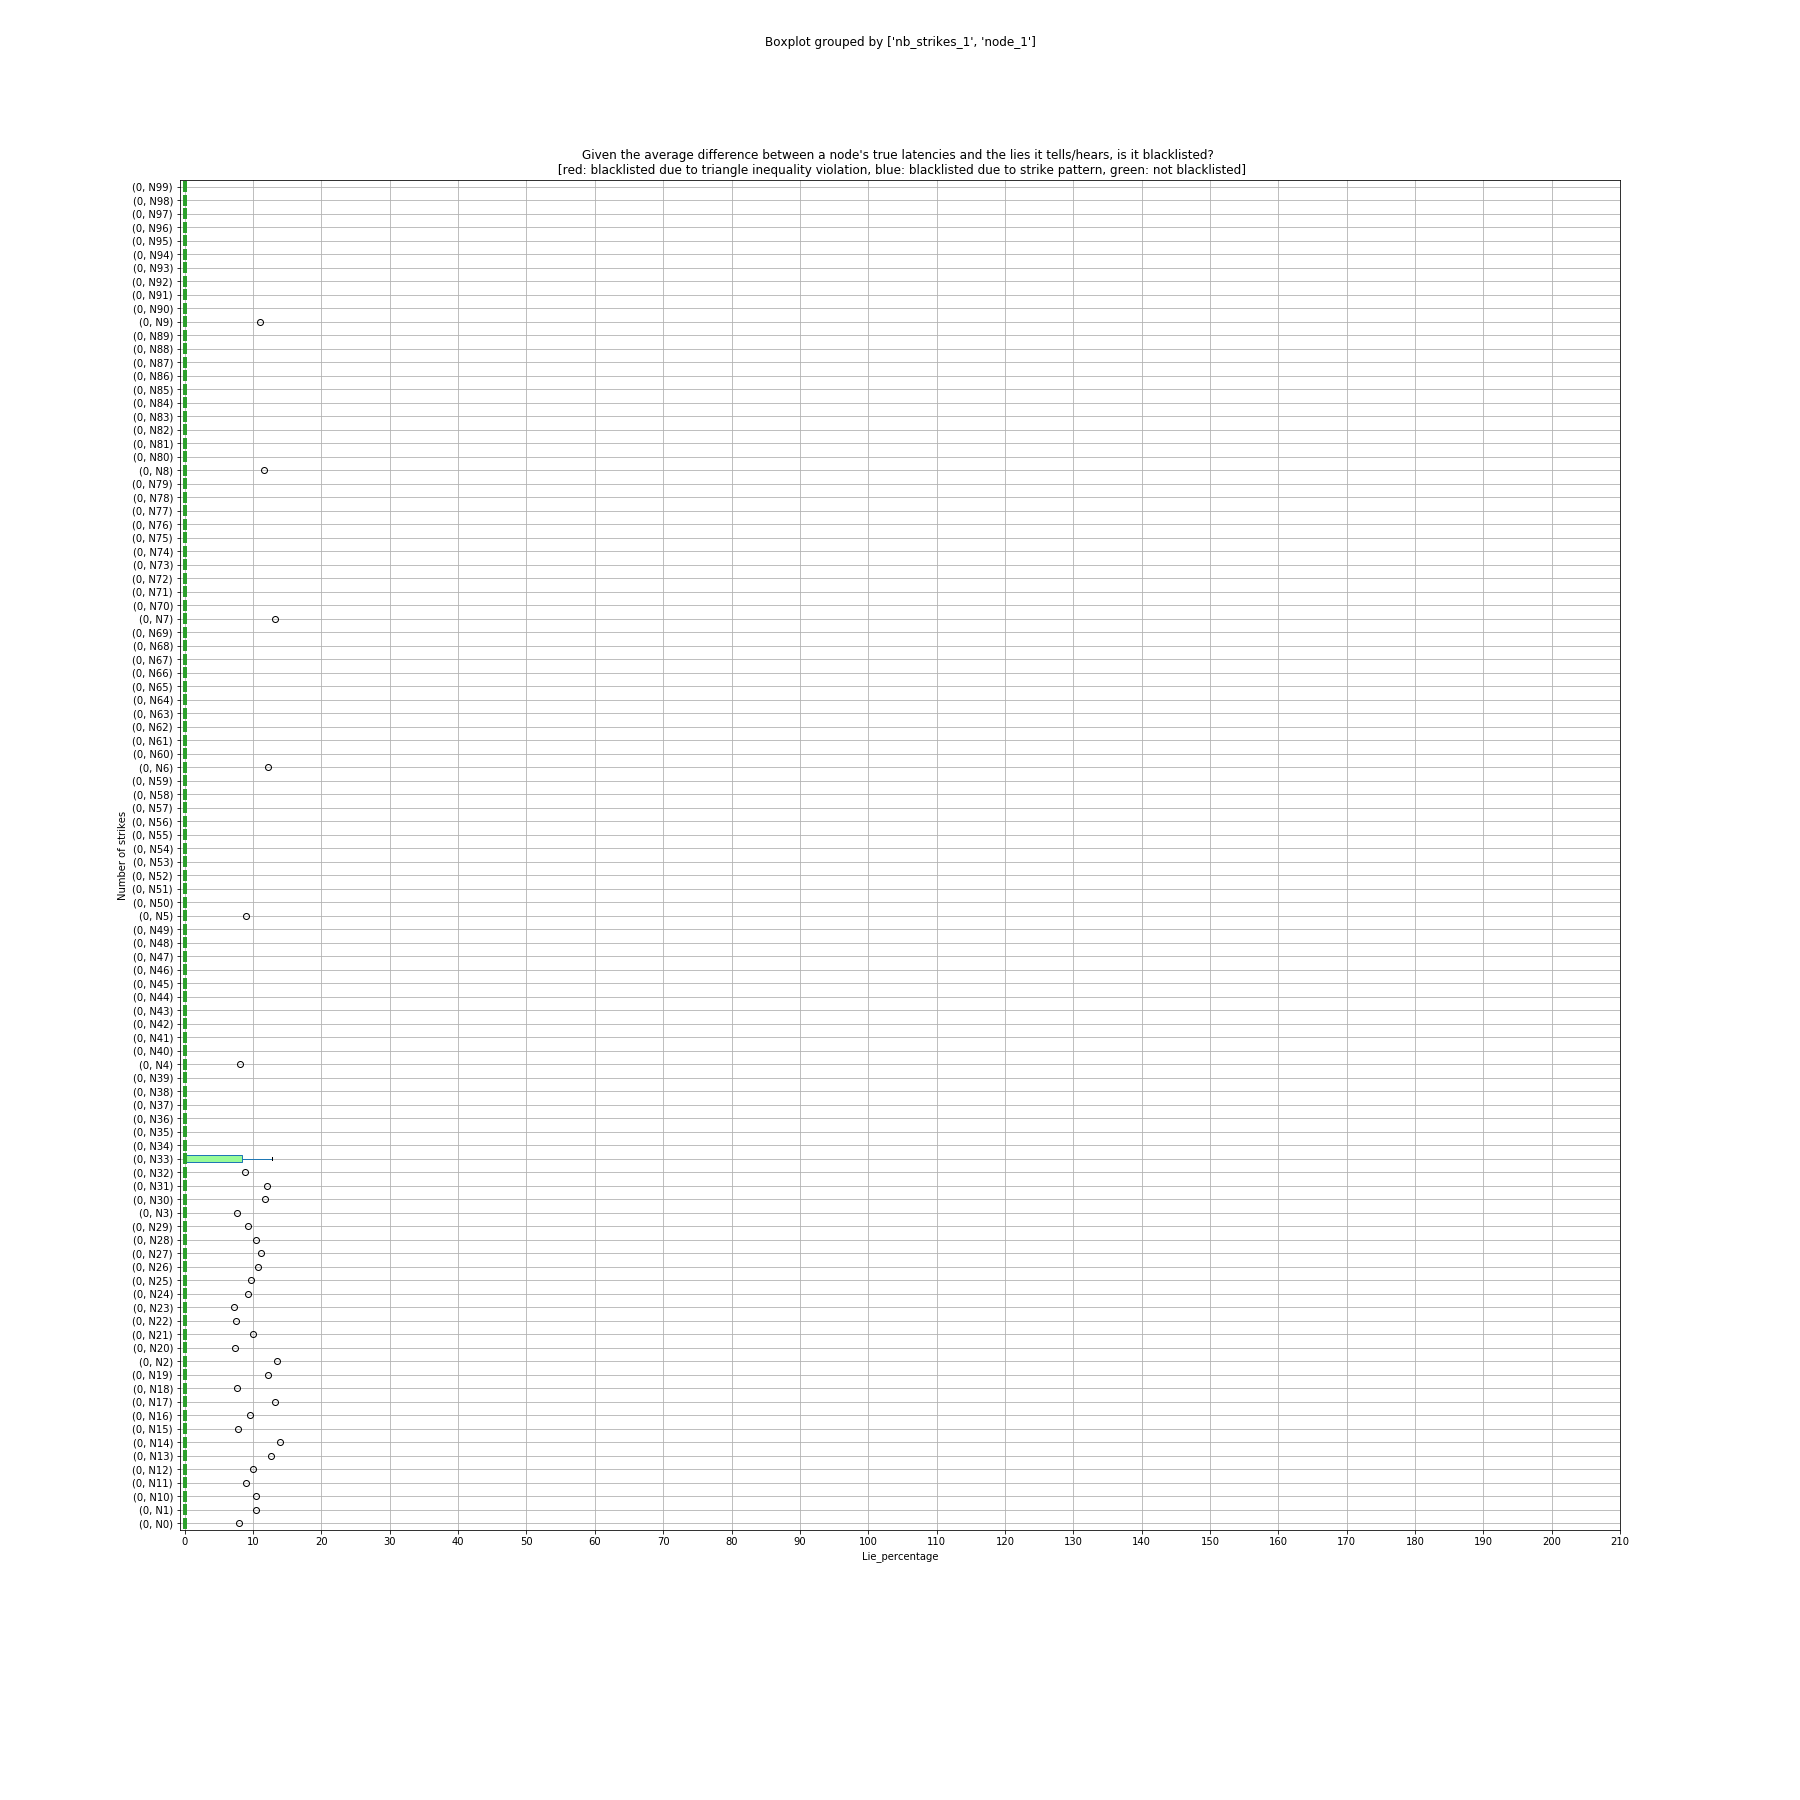 Boxplot grouped by ['nb_strikes_1', 'node_1']
Given the average difference between a node's true latencies and the lies it tells/hears, is it blacklisted?
[red: blacklisted due to triangle inequality violation, blue: blacklisted due to strike pattern, green: not blacklisted]
(0, N99)
(0, N98)
(0, N97)
(0, N96)
(0, N95)
(0, N94)
(0, N93)
(0, N92)
(0, N91)
(0, N90)
(0, N9)
(0, N89)
(0, N88)
(0, N87)
(0, N86)
(0, N85)
(0, N84)
(0, N83)
(0, N82)
(0, N81)
(0, N80)
(0, N8)
(0, N79)
(0, N78)
(0, N77)
(0, N76)
(0, N75)
(0, N74)
(0, N73)
(0, N72)
(0, N71)
(0, N70)
(0, N7)
(0, N69)
(0, N68)
(0, N67)
(0, N66)
(0, N65)
(0, N64)
(0, N63)
(0, N62)
(0, N61)
(0, N60)
(0, N6)
(0, N59)
(0, N58)
(0, N57)
(0, N56)
(0, N55)
(0, N54)
(0, N53)
(0, N52)
(0, N51)
(0, N50)
(0, N5)
(0, N49)
(0, N48)
(0, N47)
(0, N46)
(0, N45)
(0, N44)
(0, N43)
(0, N42)
(0, N41)
(0, N40)
(0, N4)
(0, N39)
(0, N38)
(0, N37)
(0, N36)
(0, N35)
(0, N34)
(0, N33)
(0, N32)
(0, N31)
(0, N30)
(0, N3)
(0, N29)
(0, N28)
(0, N27)
(0, N26)
(0, N25)
(0, N24)
(0, N23)
(0, N22)
(0, N21)
(0, N20)
(0, N2)
(0, N19)
(0, N18)
(0, N17)
(0, N16)
(0, N15)
(0, N14)
(0, N13)
(0, N12)
(0, N11)
(0, N10)
(0, N1)
(0, N0)
Number of strikes
0 10 20 30 40 50 60 70 80 90 100 110 120 130 140 150 160 170 180 190 200 210
Lie_percentage